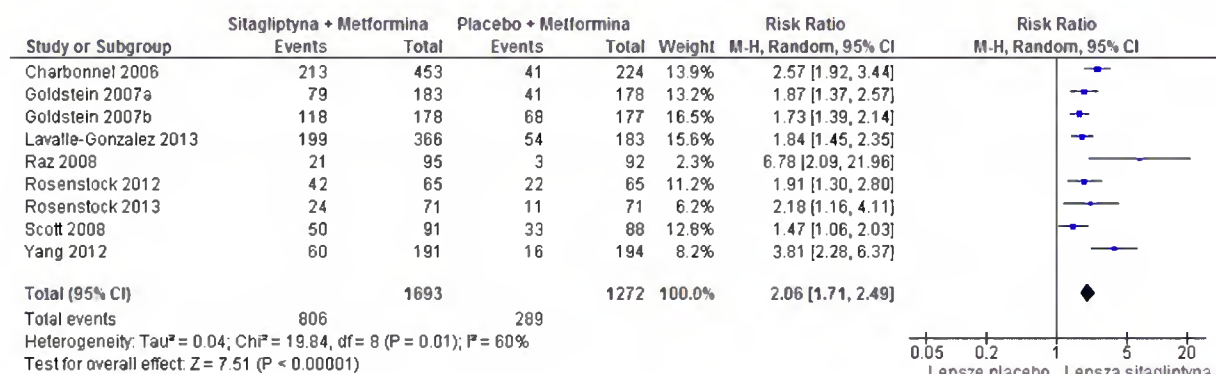 Sitagliptyna + Metformina Placebo + Metformina Risk Ratio Risk Ratio
Study or Subgroup Events Total Events Total Weight M-H, Random, 95% CI M-H, Random, 95% CI
Charbonnel 2006 213 453 41 224 13.9% 2.57 [1.92, 3.44]
Goldstein 2007a 79 183 41 178 13.2% 1.87 [1.37, 2.57]
Goldstein 2007b 118 178 68 177 16.5% 1.73 [1.39, 2.14]
Lavalle-Gonzalez 2013 199 366 54 183 15.6% 1.84 [1.45, 2.35]
Raz 2008 21 95 3 92 2.3% 6.78 [2.09, 21.96]
Rosenstock 2012 42 65 22 65 11.2% 1.91 [1.30, 2.80]
Rosenstock 2013 24 71 11 71 6.2% 2.18 [1.16, 4.11]
Scott 2008 50 91 33 88 12.8% 1.47 [1.06, 2.03]
Yang 2012 60 191 16 194 8.2% 3.81 [2.28, 6.37]
Total (95% CI) 1693 1272 100.0% 2.06 [1.71, 2.49]
Total events 806 289
Heterogeneity: Tau² = 0.04; Chi² = 19.84, df = 8 (P = 0.01); I² = 60%
Test for overall effect: Z = 7.51 (P < 0.00001)
0.05 0.2 1 5 20
Lepsze placebo Lepsza sitagliptyna